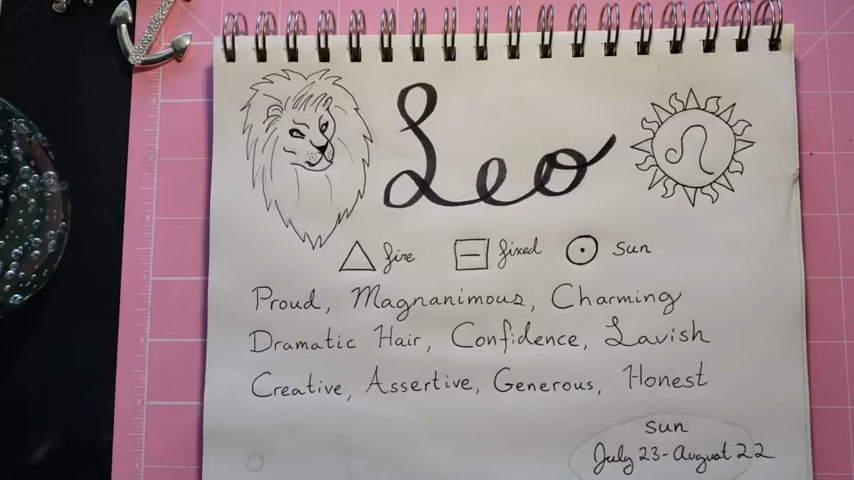 Leo
fire fixed sun
Proud, Magnanimous, Charming
Dramatic Hair, Confidence, Lavish
Creative, Assertive, Generous, Honest
sun
July 23-August 22